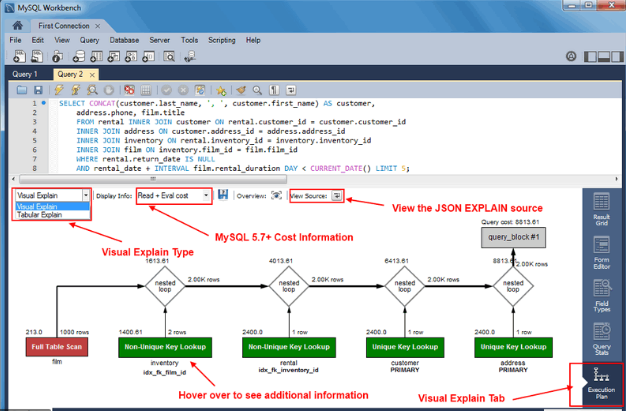 MySQL Workbench
First Connection
File Edit View Query Database Server Tools Scripting Help
Query 1 Query 2
1 SELECT CONCAT(customer.last_name, ', ', customer.first_name) AS customer,
2 address.phone, film.title
3 FROM rental INNER JOIN customer ON rental.customer_id = customer.customer_id
4 INNER JOIN address ON customer.address_id = address.address_id
5 INNER JOIN inventory ON rental.inventory_id = inventory.inventory_id
6 INNER JOIN film ON inventory.film_id = film.film_id
7 WHERE rental.return_date IS NULL
8 AND rental_date + INTERVAL film.rental_duration DAY < CURRENT_DATE() LIMIT 5;
Visual Explain Display Info: Read + Eval cost Overview: View Source:
Visual Explain
Tabular Explain
View the JSON EXPLAIN source
Result
Grid
MySQL 5.7+ Cost Information
Visual Explain Type
Query cost: 8813.61
query_block #1
Form
Editor
1613.61 4013.61 6413.61 8813.61 2.00K rows
nested
loop
2.00K rows
nested
loop
2.00K rows
nested
loop
2.00K rows
nested
loop
Field
Types
213.0 1000 rows 1400.61 2 rows 2400.0 1 row 2400.0 1 row 2400.0 1 row
Query
Stats
Full Table Scan Non-Unique Key Lookup Non-Unique Key Lookup Unique Key Lookup Unique Key Lookup
film inventory rental customer address
idx_fk_film_id idx_fk_inventory_id PRIMARY PRIMARY
Hover over to see additional information
Visual Explain Tab
Execution
Plan